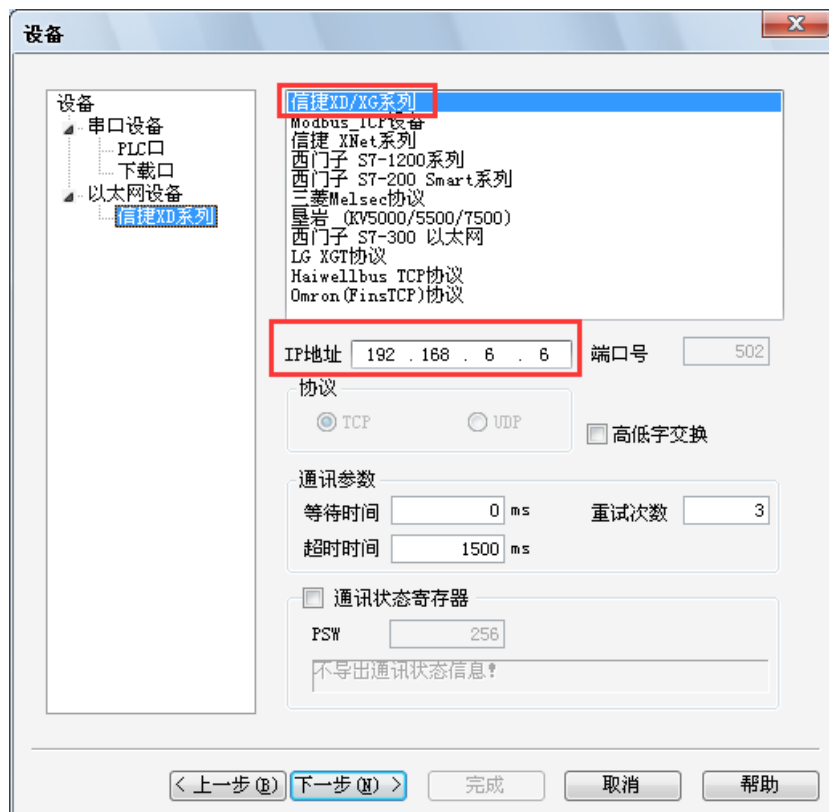 设备
设备
串口设备
PLC口
下载口
以太网设备
信捷XD系列
信捷XD/XG系列
Modbus_TCP设备
信捷 XNet系列
西门子 S7-1200系列
西门子 S7-200 Smart系列
三菱Melsec协议
垦岩 (KV5000/5500/7500)
西门子 S7-300 以太网
LG XGT协议
Haiwellbus TCP协议
Omron(FinsTCP)协议
IP地址 192 . 168 . 6 . 6 端口号 502
协议
TCP UDP
高低字交换
通讯参数
等待时间 0 ms 重试次数 3
超时时间 1500 ms
通讯状态寄存器
PSW 256
不导出通讯状态信息!
< 上一步(B) 下一步(N) > 完成 取消 帮助